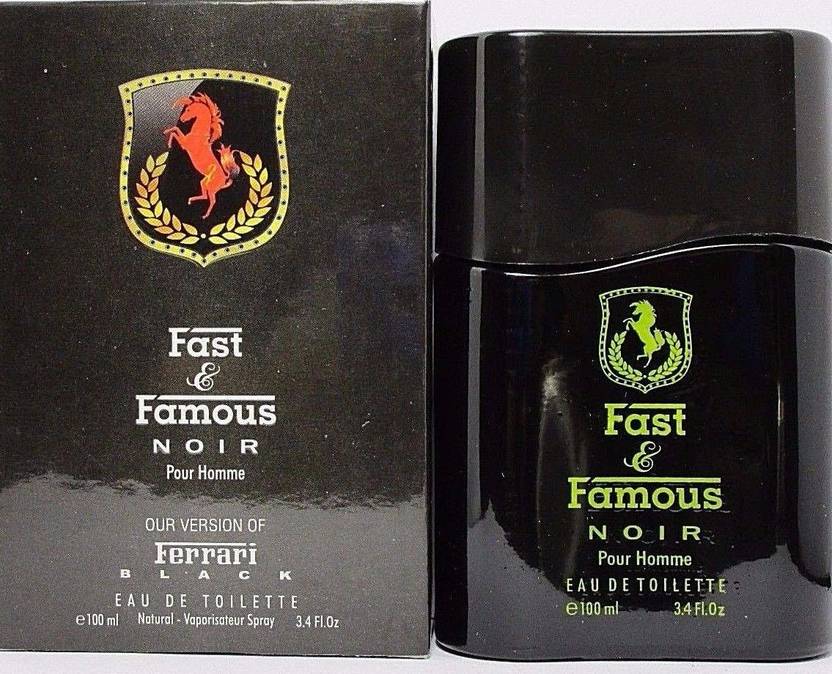 Fast
&
Famous
NOIR
Pour Homme
OUR VERSION OF
Ferrari
BLACK
EAU DE TOILETTE
℮100 ml Natural - Vaporisateur Spray 3.4 Fl.Oz
Fast
&
Famous
NOIR
Pour Homme
EAU DE TOILETTE
℮100 ml 3.4 Fl.Oz